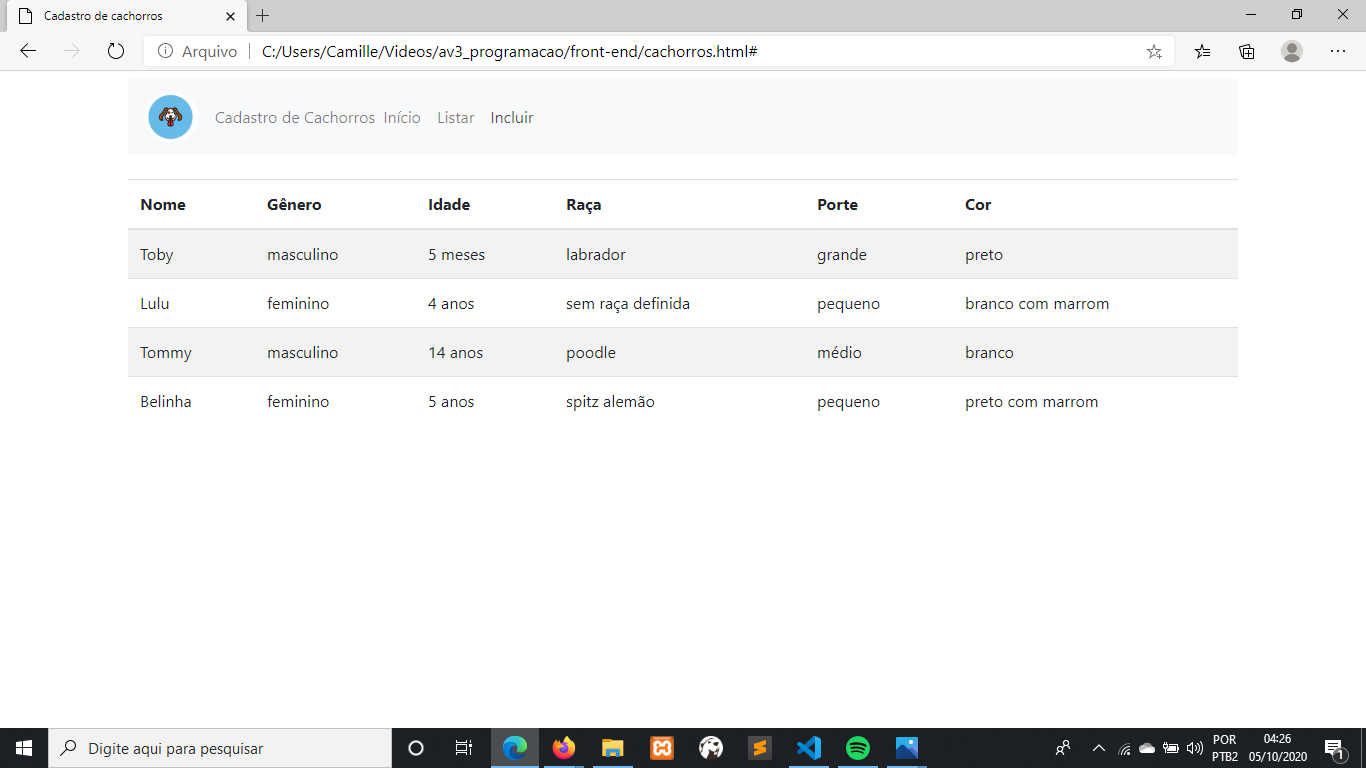 Cadastro de cachorros
Arquivo C:/Users/Camille/Videos/av3_programacao/front-end/cachorros.html#
Cadastro de Cachorros Início Listar Incluir
Nome Gênero Idade Raça Porte Cor
Toby masculino 5 meses labrador grande preto
Lulu feminino 4 anos sem raça definida pequeno branco com marrom
Tommy masculino 14 anos poodle médio branco
Belinha feminino 5 anos spitz alemão pequeno preto com marrom
Digite aqui para pesquisar
POR 04:26
PTB2 05/10/2020
1